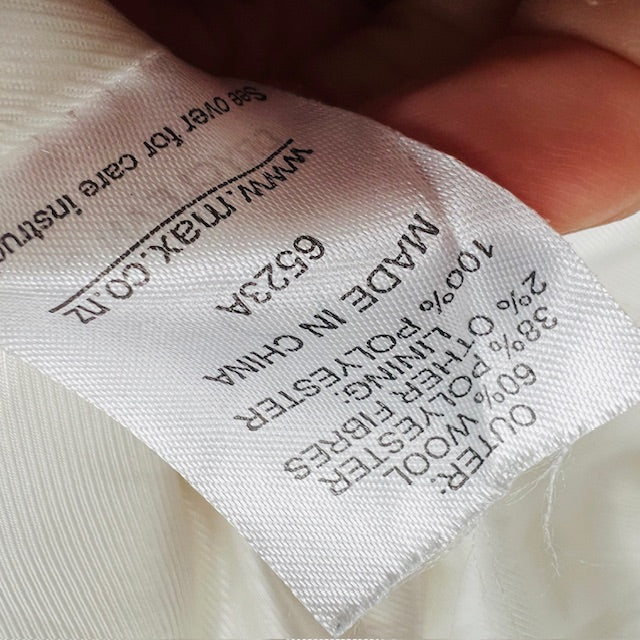 OUTER:
60% WOOL
38% POLYESTER
2% OTHER FIBRES
LINING:
100% POLYESTER
MADE IN CHINA
6523A
www.max.co.nz
See over for care instruc